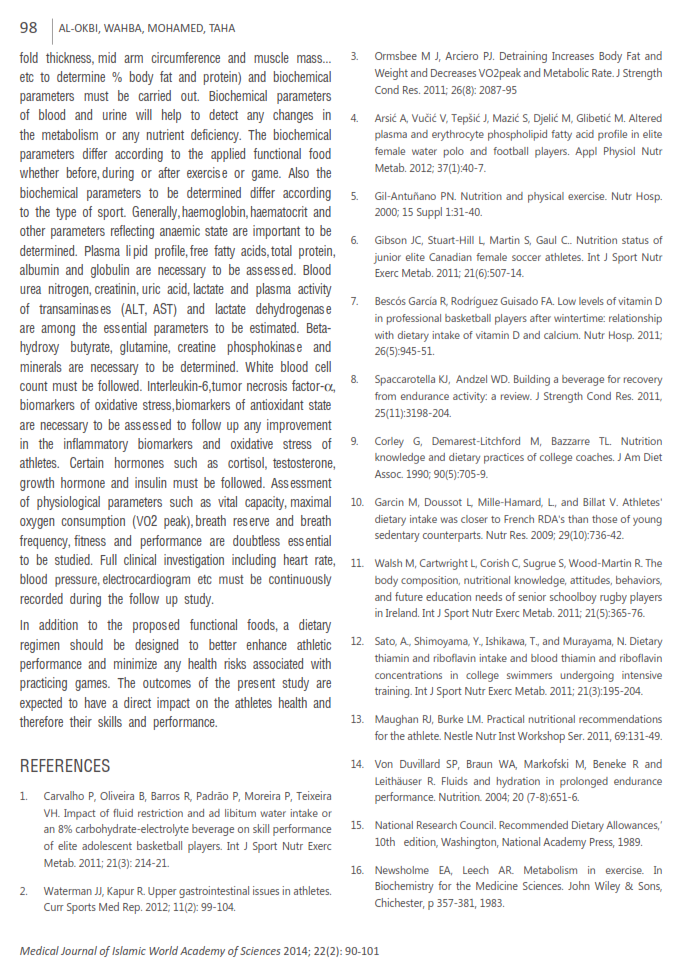 98 AL-OKBI, WAHBA, MOHAMED, TAHA
fold thickness, mid arm circumference and muscle mass...
etc to determine % body fat and protein) and biochemical
parameters must be carried out. Biochemical parameters
of blood and urine will help to detect any changes in
the metabolism or any nutrient deficiency. The biochemical
parameters differ according to the applied functional food
whether before, during or after exercise or game. Also the
biochemical parameters to be determined differ according
to the type of sport. Generally, haemoglobin, haematocrit and
other parameters reflecting anaemic state are important to be
determined. Plasma lipid profile, free fatty acids, total protein,
albumin and globulin are necessary to be assessed. Blood
urea nitrogen, creatinin, uric acid, lactate and plasma activity
of transaminases (ALT, AST) and lactate dehydrogenase
are among the essential parameters to be estimated. Beta-
hydroxy butyrate, glutamine, creatine phosphokinase and
minerals are necessary to be determined. White blood cell
count must be followed. Interleukin-6,tumor necrosis factor-α,
biomarkers of oxidative stress,biomarkers of antioxidant state
are necessary to be assessed to follow up any improvement
in the inflammatory biomarkers and oxidative stress of
athletes. Certain hormones such as cortisol, testosterone,
growth hormone and insulin must be followed. Assessment
of physiological parameters such as vital capacity, maximal
oxygen consumption (VO2 peak), breath reserve and breath
frequency, fitness and performance are doubtless essential
to be studied. Full clinical investigation including heart rate,
blood pressure, electrocardiogram etc must be continuously
recorded during the follow up study.
In addition to the proposed functional foods, a dietary
regimen should be designed to better enhance athletic
performance and minimize any health risks associated with
practicing games. The outcomes of the present study are
expected to have a direct impact on the athletes health and
therefore their skills and performance.
REFERENCES
1. Carvalho P, Oliveira B, Barros R, Padrão P, Moreira P, Teixeira
VH. Impact of fluid restriction and ad libitum water intake or
an 8% carbohydrate-electrolyte beverage on skill performance
of elite adolescent basketball players. Int J Sport Nutr Exerc
Metab. 2011; 21(3): 214-21.
2. Waterman JJ, Kapur R. Upper gastrointestinal issues in athletes.
Curr Sports Med Rep. 2012; 11(2): 99-104.
3. Ormsbee M J, Arciero PJ. Detraining Increases Body Fat and
Weight and Decreases VO2peak and Metabolic Rate. J Strength
Cond Res. 2011; 26(8): 2087-95
4. Arsić A, Vučić V, Tepšić J, Mazić S, Djelić M, Glibetić M. Altered
plasma and erythrocyte phospholipid fatty acid profile in elite
female water polo and football players. Appl Physiol Nutr
Metab. 2012; 37(1):40-7.
5. Gil-Antuñano PN. Nutrition and physical exercise. Nutr Hosp.
2000; 15 Suppl 1:31-40.
6. Gibson JC, Stuart-Hill L, Martin S, Gaul C.. Nutrition status of
junior elite Canadian female soccer athletes. Int J Sport Nutr
Exerc Metab. 2011; 21(6):507-14.
7. Bescós García R, Rodríguez Guisado FA. Low levels of vitamin D
in professional basketball players after wintertime: relationship
with dietary intake of vitamin D and calcium. Nutr Hosp. 2011;
26(5):945-51.
8. Spaccarotella KJ, Andzel WD. Building a beverage for recovery
from endurance activity: a review. J Strength Cond Res. 2011,
25(11):3198-204.
9. Corley G, Demarest-Litchford M, Bazzarre TL. Nutrition
knowledge and dietary practices of college coaches. J Am Diet
Assoc. 1990; 90(5):705-9.
10. Garcin M, Doussot L, Mille-Hamard, L., and Billat V. Athletes'
dietary intake was closer to French RDA's than those of young
sedentary counterparts. Nutr Res. 2009; 29(10):736-42.
11. Walsh M, Cartwright L, Corish C, Sugrue S, Wood-Martin R. The
body composition, nutritional knowledge, attitudes, behaviors,
and future education needs of senior schoolboy rugby players
in Ireland. Int J Sport Nutr Exerc Metab. 2011; 21(5):365-76.
12. Sato, A., Shimoyama, Y., Ishikawa, T., and Murayama, N. Dietary
thiamin and riboflavin intake and blood thiamin and riboflavin
concentrations in college swimmers undergoing intensive
training. Int J Sport Nutr Exerc Metab. 2011; 21(3):195-204.
13. Maughan RJ, Burke LM. Practical nutritional recommendations
for the athlete. Nestle Nutr Inst Workshop Ser. 2011, 69:131-49.
14. Von Duvillard SP, Braun WA, Markofski M, Beneke R and
Leithäuser R. Fluids and hydration in prolonged endurance
performance. Nutrition. 2004; 20 (7-8):651-6.
15. National Research Council. Recommended Dietary Allowances,'
10th edition, Washington, National Academy Press, 1989.
16. Newsholme EA, Leech AR. Metabolism in exercise. In
Biochemistry for the Medicine Sciences. John Wiley & Sons,
Chichester, p 357-381, 1983.
Medical Journal of Islamic World Academy of Sciences 2014; 22(2): 90-101